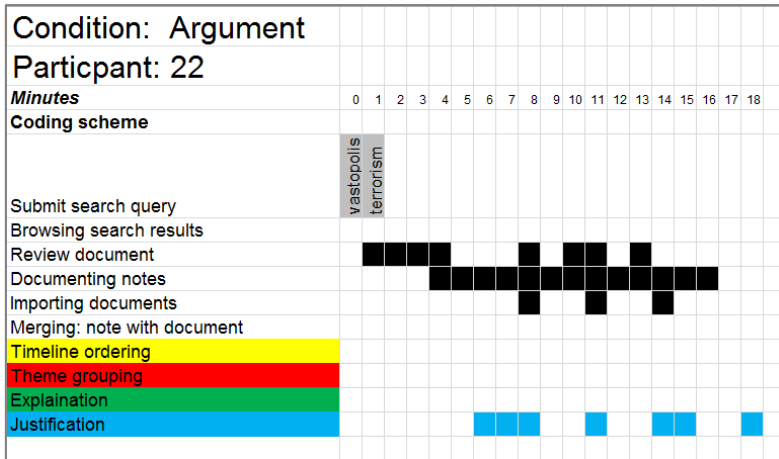 Condition: Argument
Particpant: 22
Minutes 0 1 2 3 4 5 6 7 8 9 10 11 12 13 14 15 16 17 18
Coding scheme
vastopolis
terrorism
Submit search query
Browsing search results
Review document
Documenting notes
Importing documents
Merging: note with document
Timeline ordering
Theme grouping
Explaination
Justification